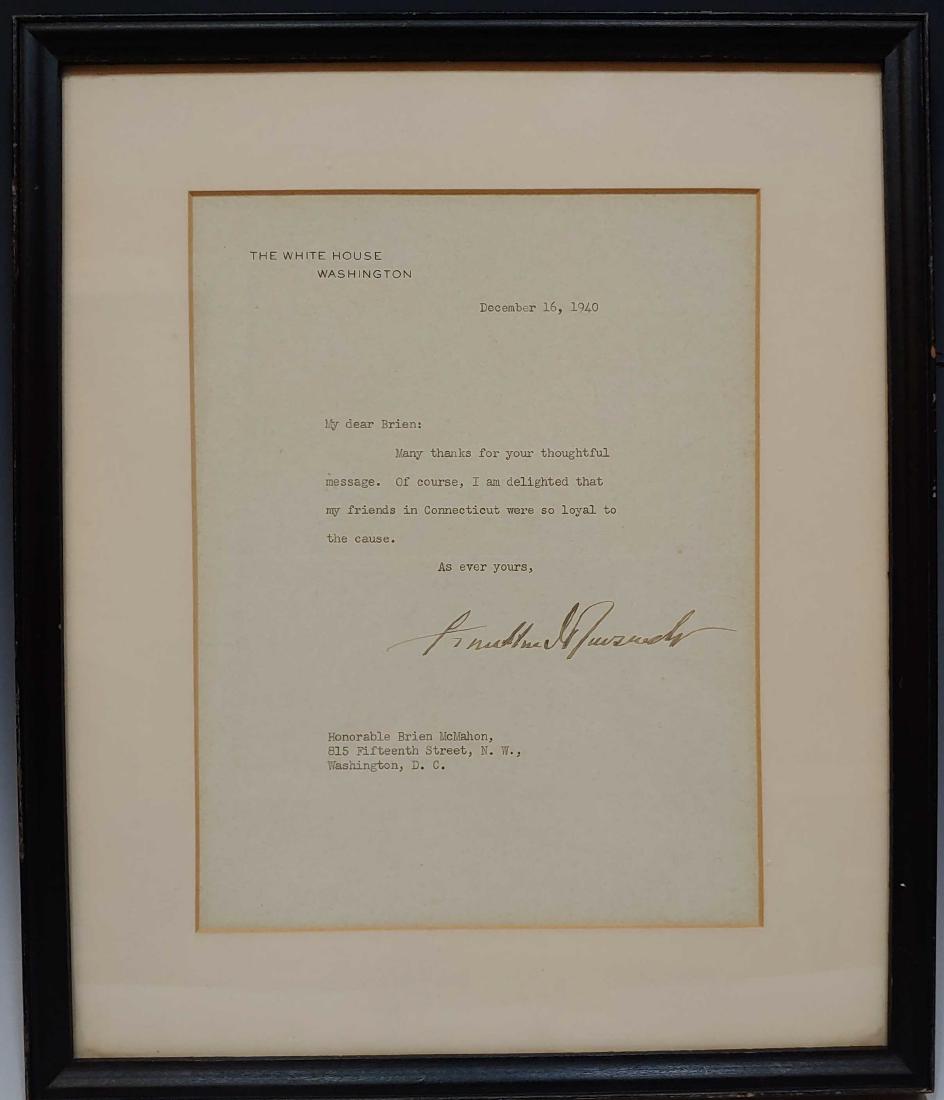 THE WHITE HOUSE
WASHINGTON
December 16, 1940
My dear Brien:
Many thanks for your thoughtful
message. Of course, I am delighted that
my friends in Connecticut were so loyal to
the cause.
As ever yours,
Franklin D Roosevelt
Honorable Brien McMahon,
815 Fifteenth Street, N. W.,
Washington, D. C.